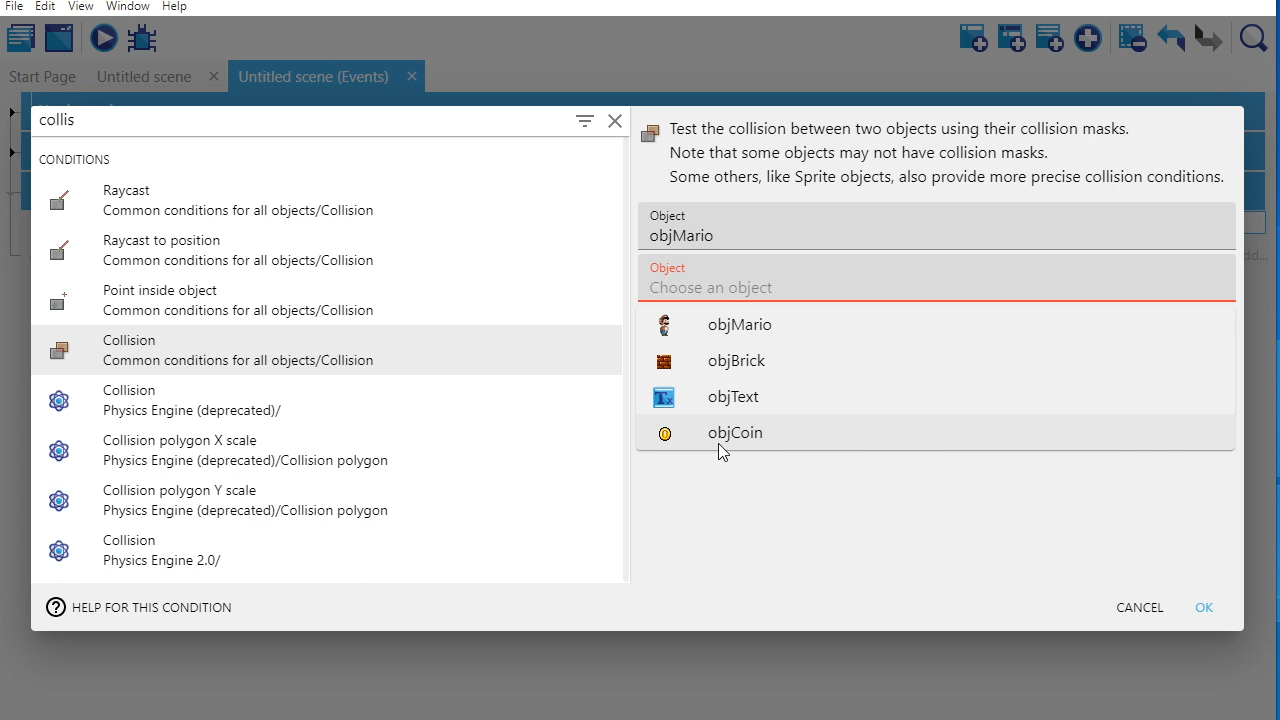 File Edit View Window Help
Start Page Untitled scene Untitled scene (Events)
collis
CONDITIONS
Raycast
Common conditions for all objects/Collision
Raycast to position
Common conditions for all objects/Collision
Point inside object
Common conditions for all objects/Collision
Collision
Common conditions for all objects/Collision
Collision
Physics Engine (deprecated)/
Collision polygon X scale
Physics Engine (deprecated)/Collision polygon
Collision polygon Y scale
Physics Engine (deprecated)/Collision polygon
Collision
Physics Engine 2.0/
Test the collision between two objects using their collision masks.
Note that some objects may not have collision masks.
Some others, like Sprite objects, also provide more precise collision conditions.
Object
objMario
Object
Choose an object
objMario
objBrick
Tx objText
0 objCoin
HELP FOR THIS CONDITION
CANCEL OK